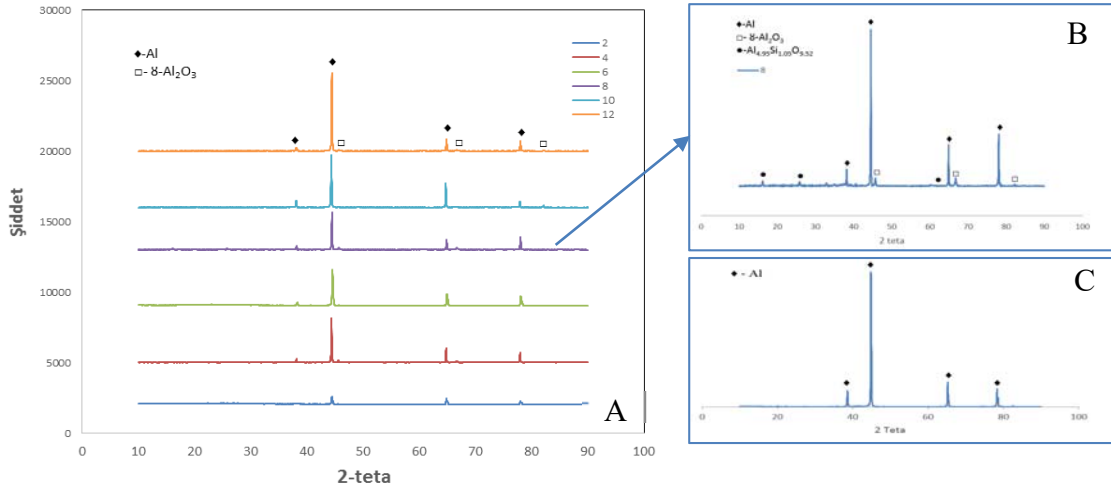 30000
25000
20000
15000
10000
5000
0
Şiddet
◆-Al
□- ४-Al₂O₃
2
4
6
8
10
12
A
0 10 20 30 40 50 60 70 80 90 100
2-teta
◆-Al
□- ४-Al₂O₃
●-Al₄.₉₅Si₁.₀₅O₉.₅₂
8
B
0 10 20 30 40 50 60 70 80 90 100
2 teta
◆ - Al
C
0 20 40 60 80 100
2 Teta